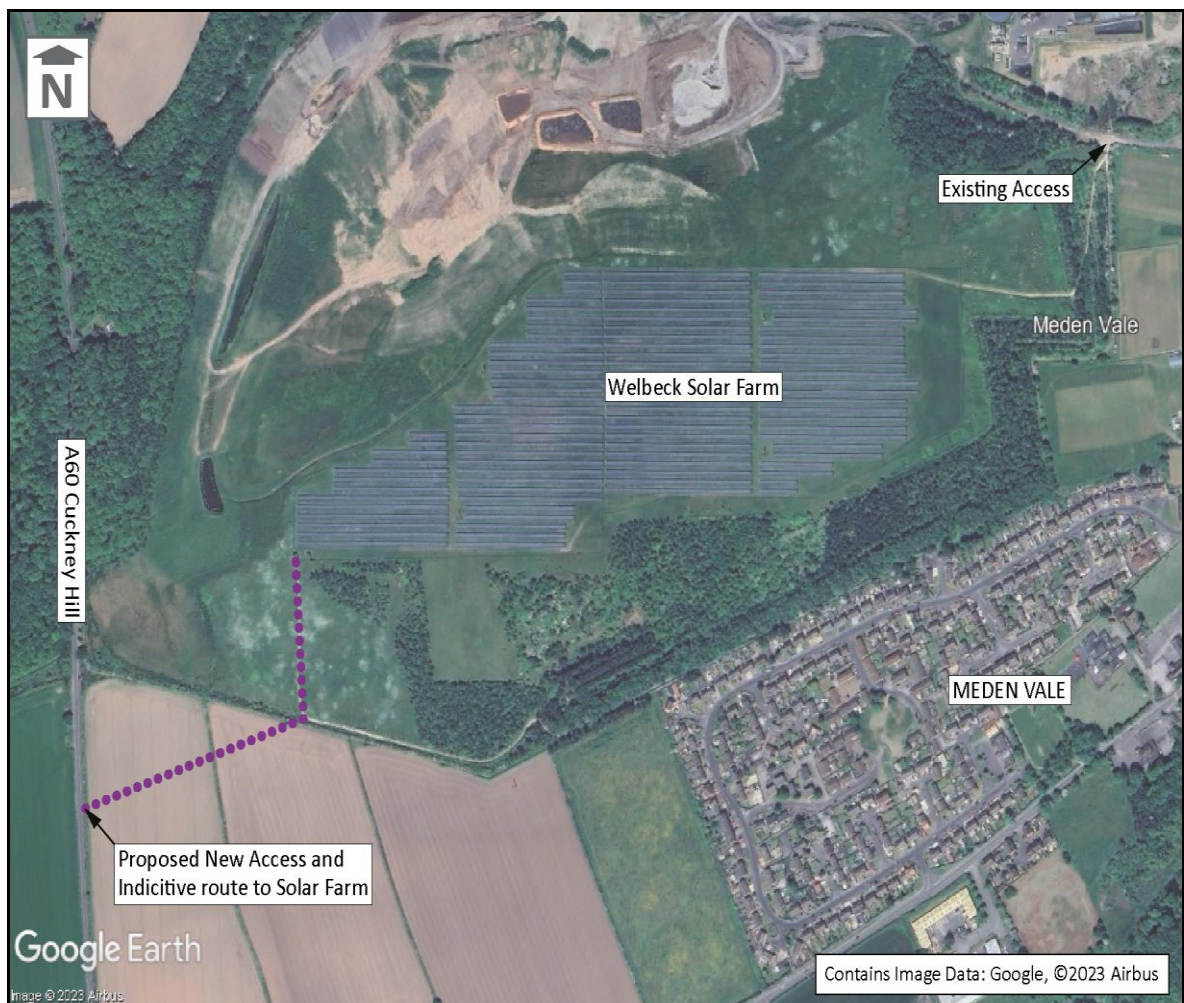 N
Existing Access
Meden Vale
Welbeck Solar Farm
A60 Cuckney Hill
MEDEN VALE
Proposed New Access and
Indicitive route to Solar Farm
Google Earth
Contains Image Data: Google, ©2023 Airbus
Image © 2023 Airbus